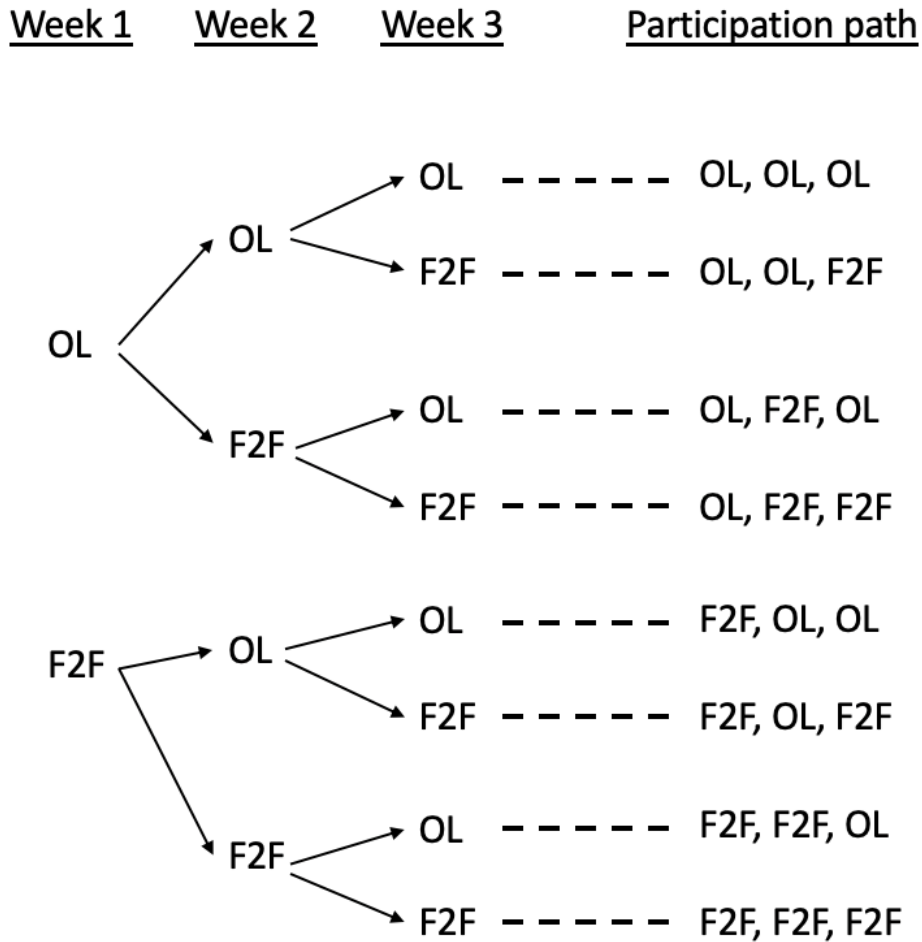 Week 1 Week 2 Week 3 Participation path
OL OL, OL, OL
OL
F2F OL, OL, F2F
OL
OL OL, F2F, OL
F2F
F2F OL, F2F, F2F
OL F2F, OL, OL
OL
F2F
F2F F2F, OL, F2F
OL F2F, F2F, OL
F2F
F2F F2F, F2F, F2F